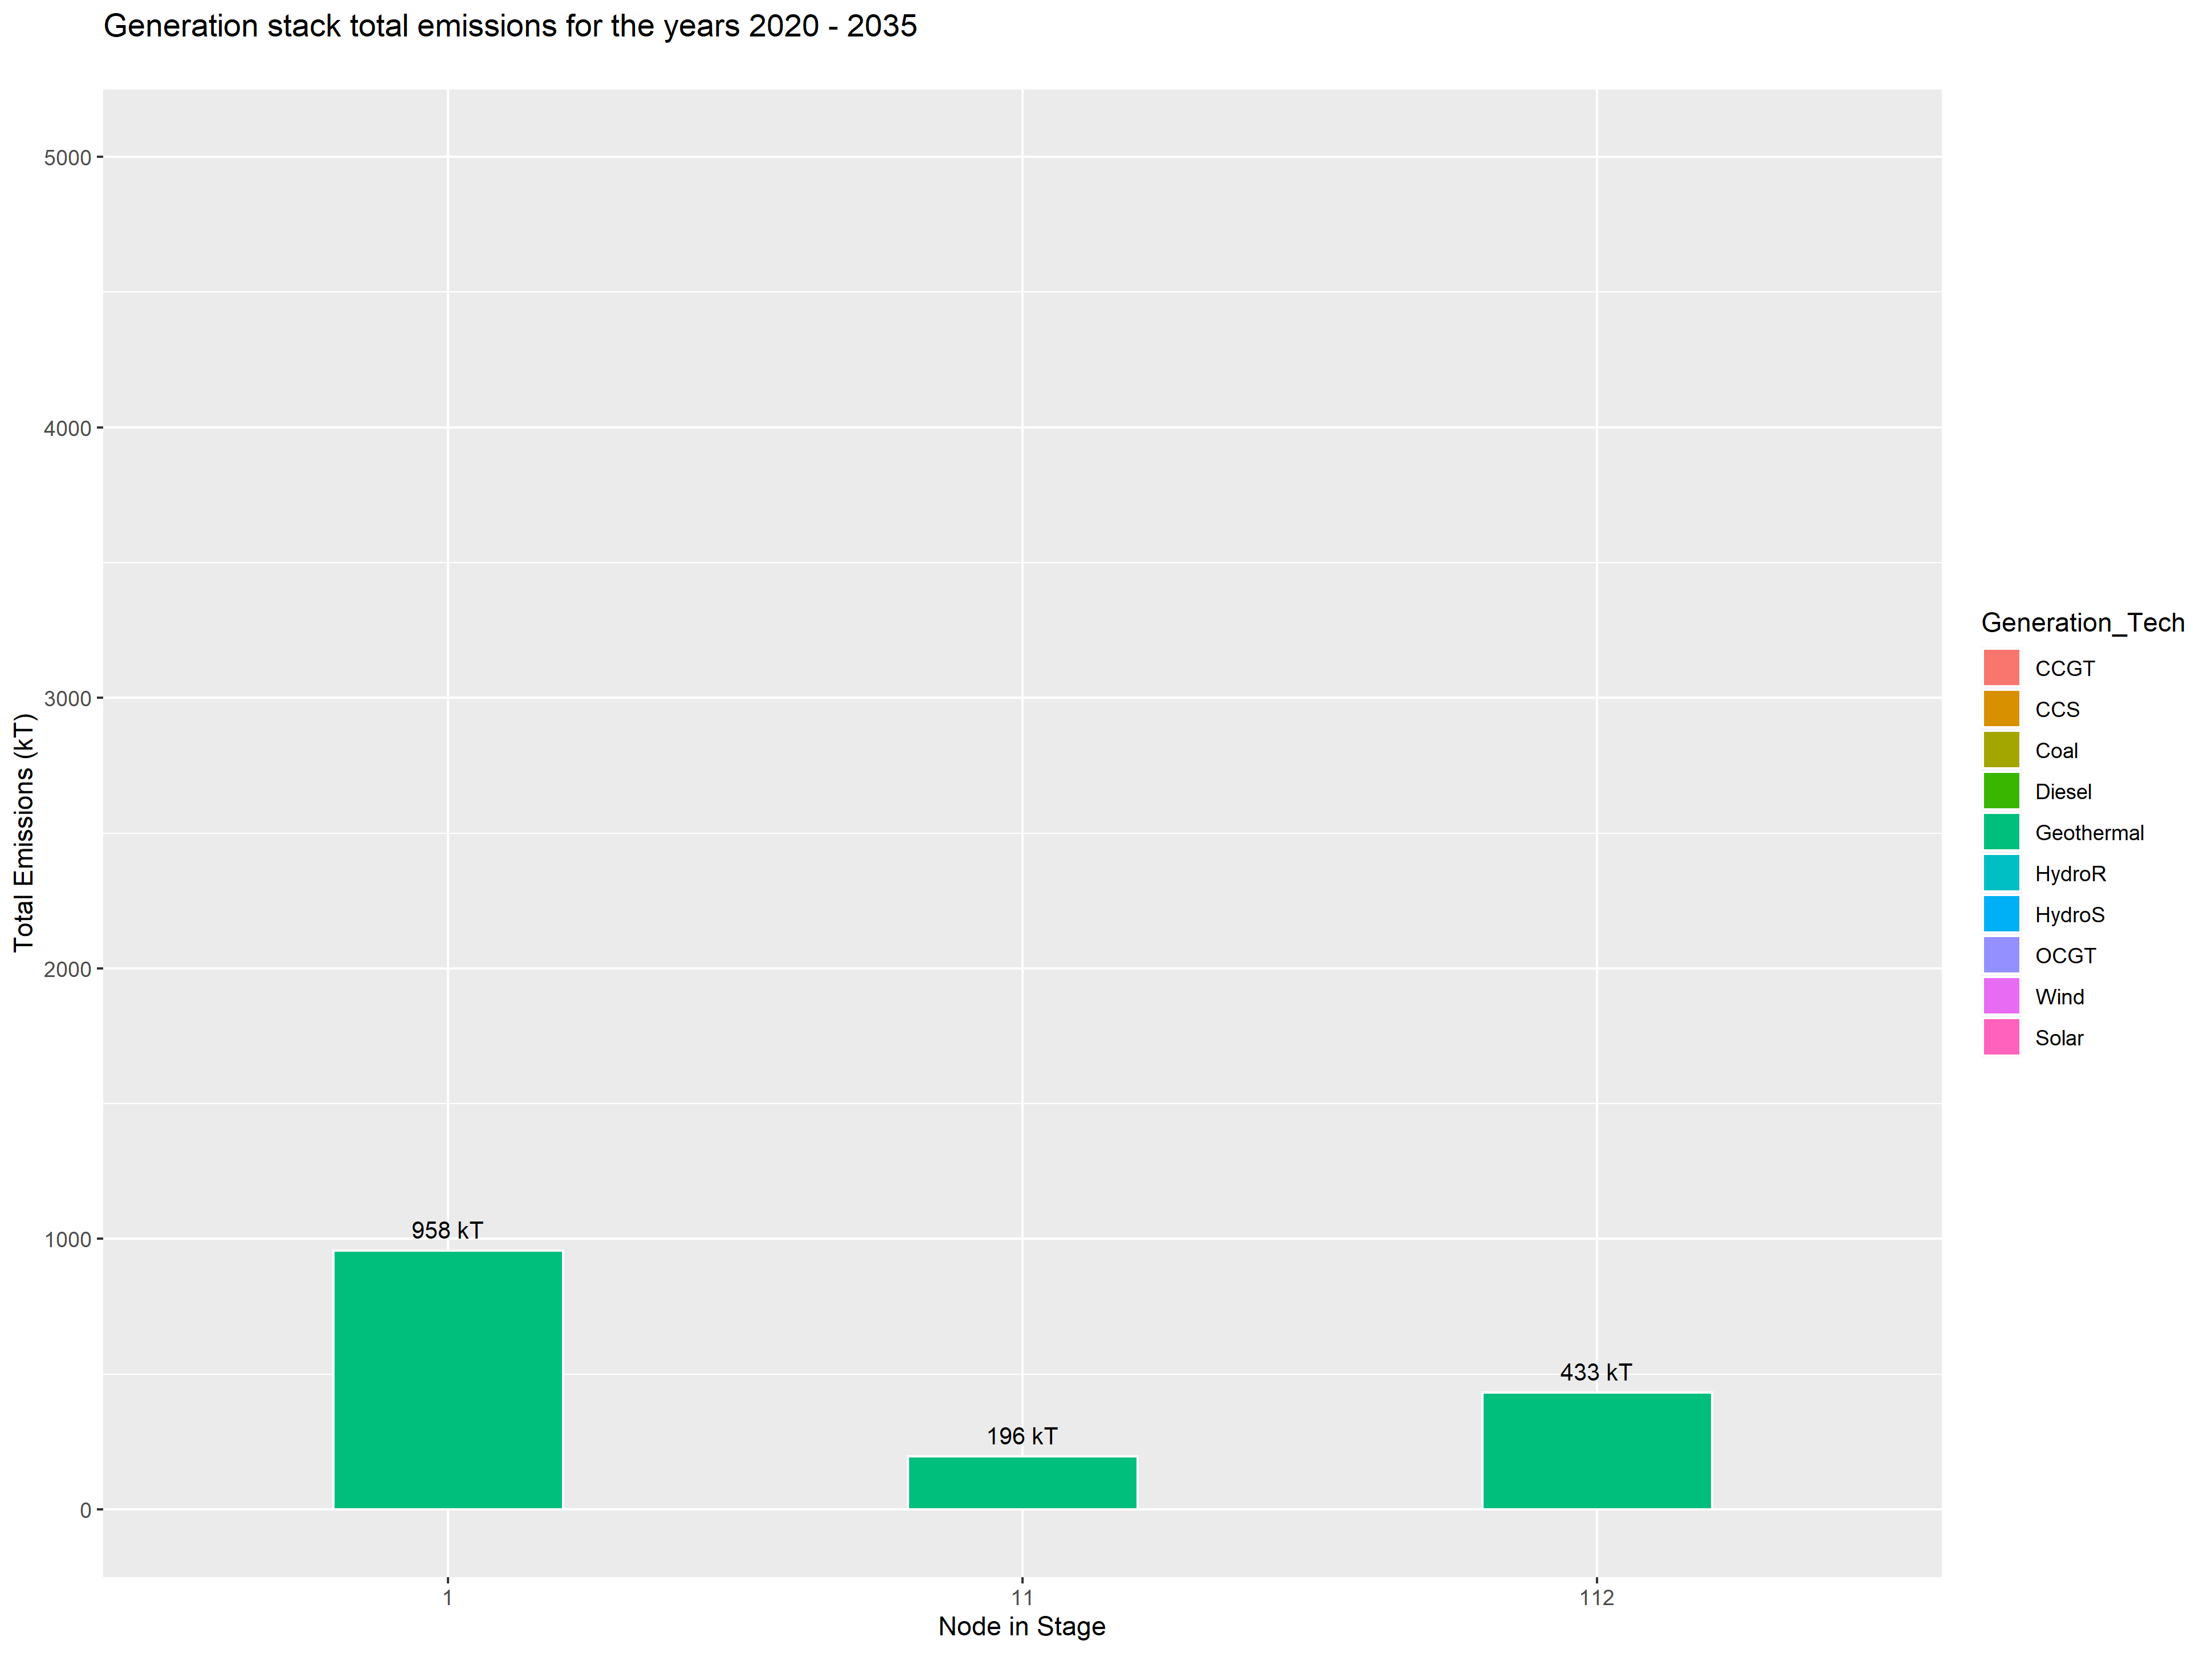 Generation stack total emissions for the years 2020 - 2035
Total Emissions (kT)
5000
4000
3000
2000
1000
0
958 kT
196 kT
433 kT
1
11
112
Node in Stage
Generation_Tech
CCGT
CCS
Coal
Diesel
Geothermal
HydroR
HydroS
OCGT
Wind
Solar